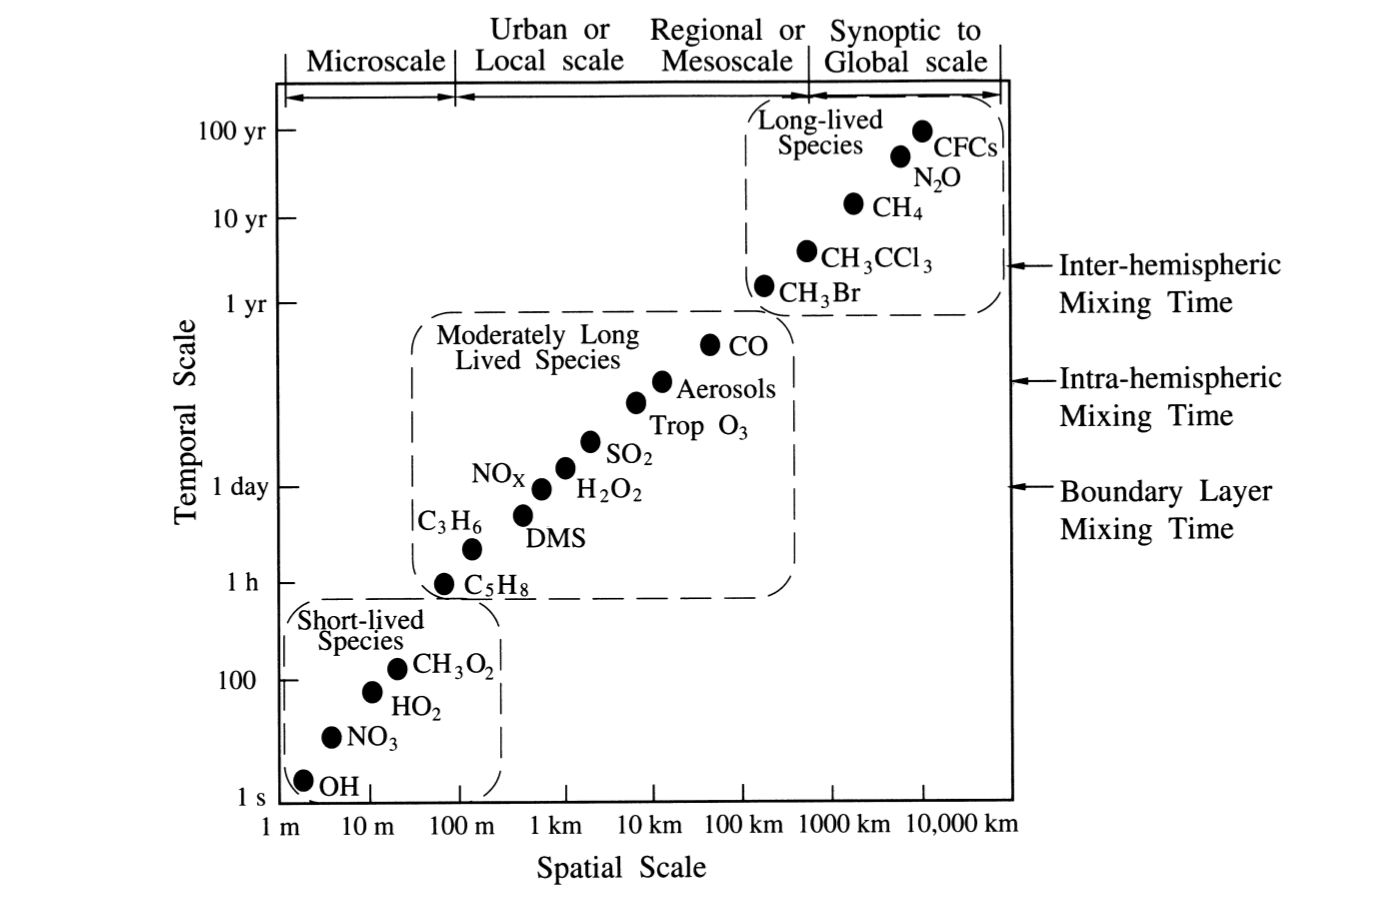 Urban or
Regional or
Synoptic to
Microscale
Local scale
Mesoscale
Global scale
100 yr
10 yr
1 yr
1 day
1 h
100
1 s
Temporal Scale
Long-lived
Species
CFCs
N₂O
CH₄
CH₃CCl₃
CH₃Br
Moderately Long
Lived Species
CO
Aerosols
Trop O₃
SO₂
NOₓ
H₂O₂
C₃H₆
DMS
C₅H₈
Short-lived
Species
CH₃O₂
HO₂
NO₃
OH
Inter-hemispheric
Mixing Time
Intra-hemispheric
Mixing Time
Boundary Layer
Mixing Time
1 m
10 m
100 m
1 km
10 km
100 km
1000 km
10,000 km
Spatial Scale